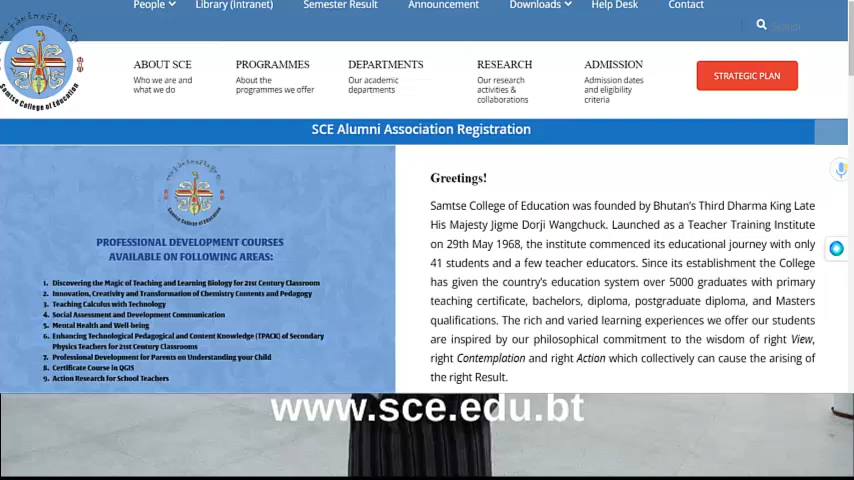 People
Library (Intranet)
Semester Result
Announcement
Downloads
Help Desk
Contact
Search
Samtse College of Education
ABOUT SCE
Who we are and
what we do
PROGRAMMES
About the
programmes we offer
DEPARTMENTS
Our academic
departments
RESEARCH
Our research
activities &
collaborations
ADMISSION
Admission dates
and eligibility
criteria
STRATEGIC PLAN
SCE Alumni Association Registration
Samtse College of Education
PROFESSIONAL DEVELOPMENT COURSES
AVAILABLE ON FOLLOWING AREAS:
1. Discovering the Magic of Teaching and Learning Biology for 21st Century Classroom
2. Innovation, Creativity and Transformation of Chemistry Contents and Pedagogy
3. Teaching Calculus with Technology
4. Social Assessment and Development Communication
5. Mental Health and Well-being
6. Enhancing Technological Pedagogical and Content Knowledge (TPACK) of Secondary
Physics Teachers for 21st Century Classrooms
7. Professional Development for Parents on Understanding your Child
8. Certificate Course in QGIS
9. Action Research for School Teachers
Greetings!
Samtse College of Education was founded by Bhutan's Third Dharma King Late
His Majesty Jigme Dorji Wangchuck. Launched as a Teacher Training Institute
on 29th May 1968, the institute commenced its educational journey with only
41 students and a few teacher educators. Since its establishment the College
has given the country's education system over 5000 graduates with primary
teaching certificate, bachelors, diploma, postgraduate diploma, and Masters
qualifications. The rich and varied learning experiences we offer our students
are inspired by our philosophical commitment to the wisdom of right View,
right Contemplation and right Action which collectively can cause the arising of
the right Result.
www.sce.edu.bt